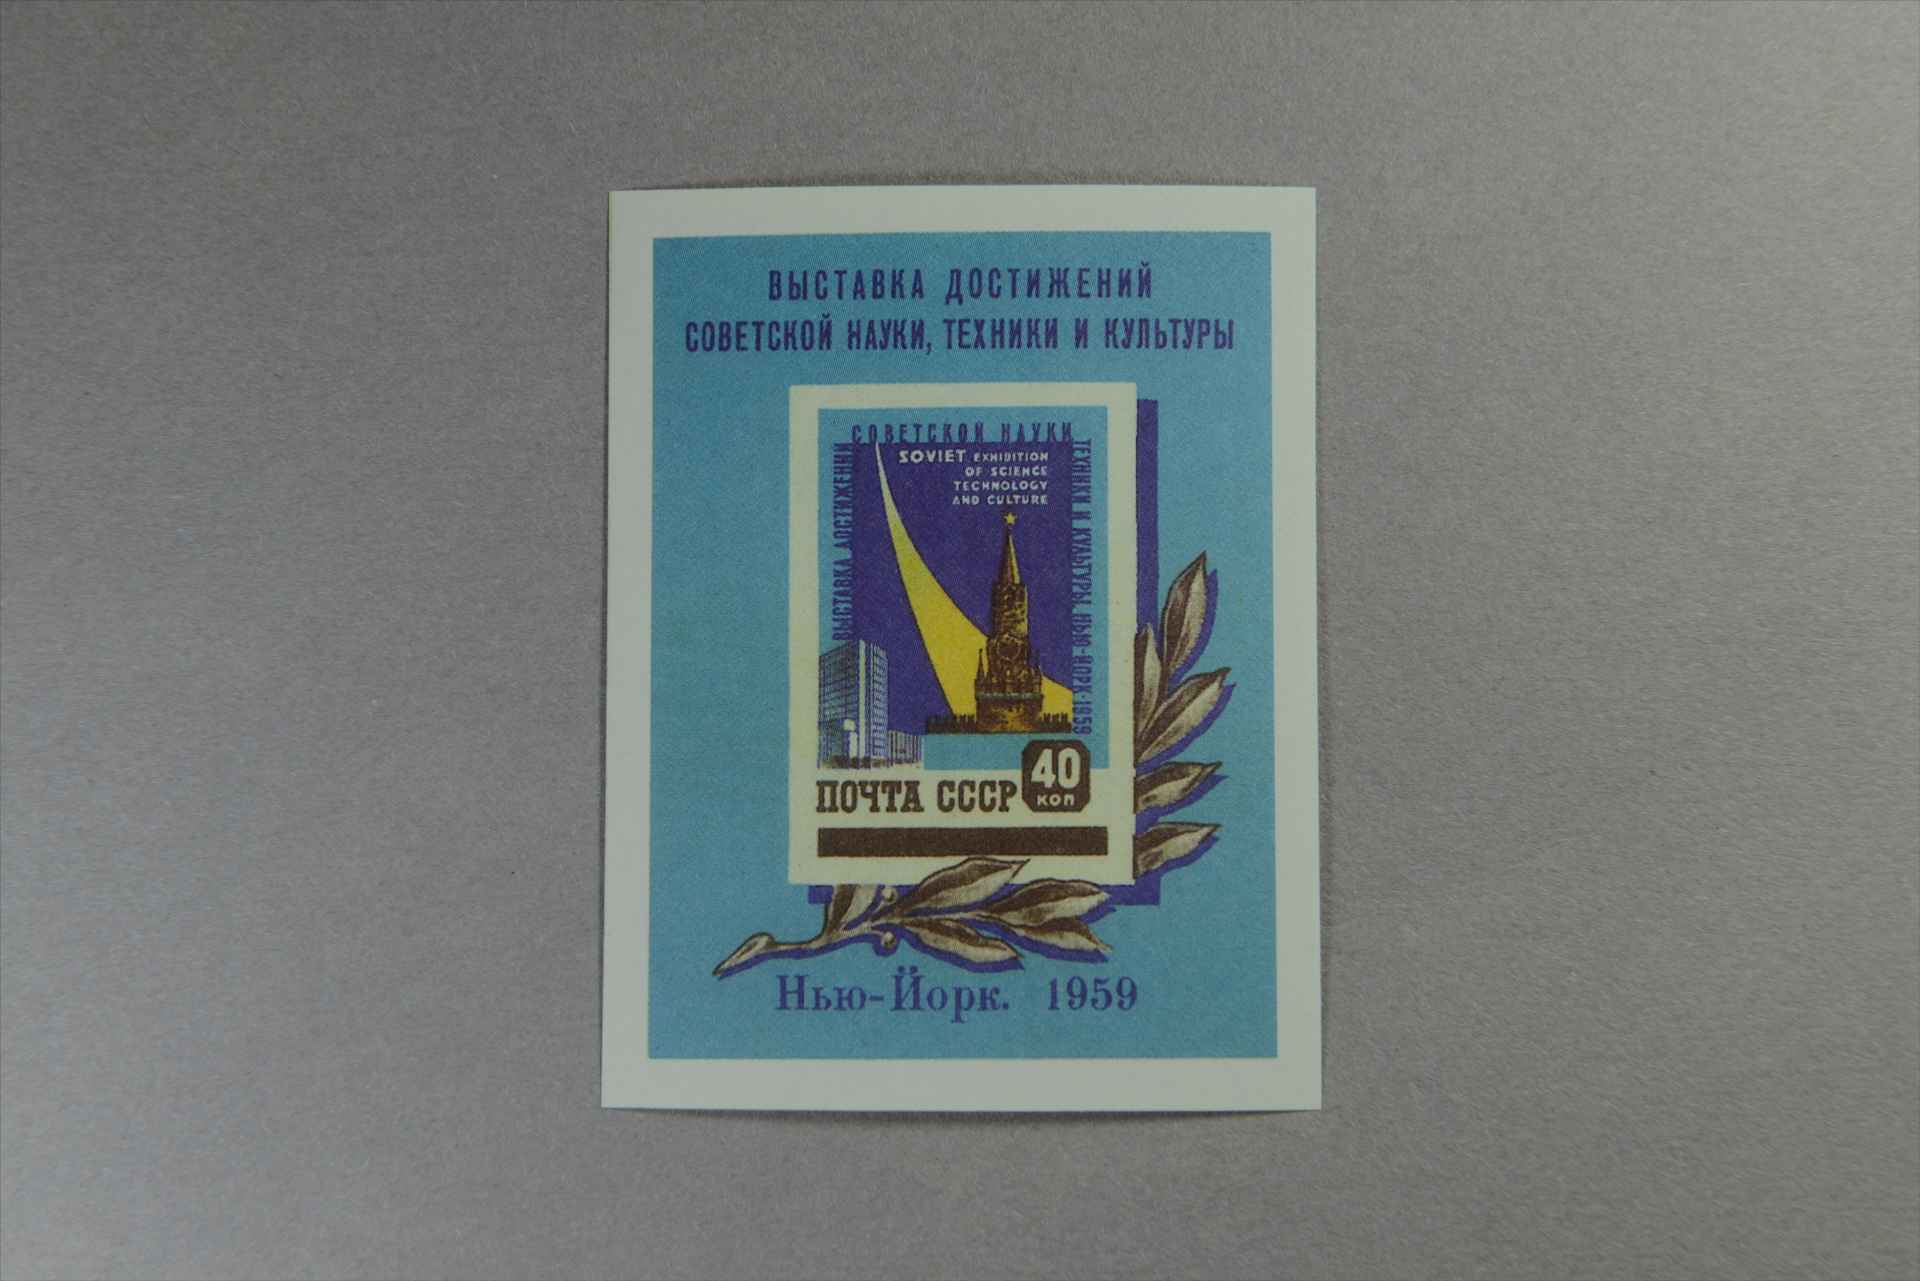 ВЫСТАВКА ДОСТИЖЕНИЙ
СОВЕТСКОЙ НАУКИ, ТЕХНИКИ И КУЛЬТУРЫ
ВЫСТАВКА ДОСТИЖЕНИЙ
СОВЕТСКОЙ НАУКИ
ТЕХНИКИ И КУЛЬТУРЫ. НЬЮ-ЙОРК·1959
SOVIET EXHIBITION
OF SCIENCE
TECHNOLOGY
AND CULTURE
ПОЧТА СССР
40
КОП
Нью-Йорк. 1959